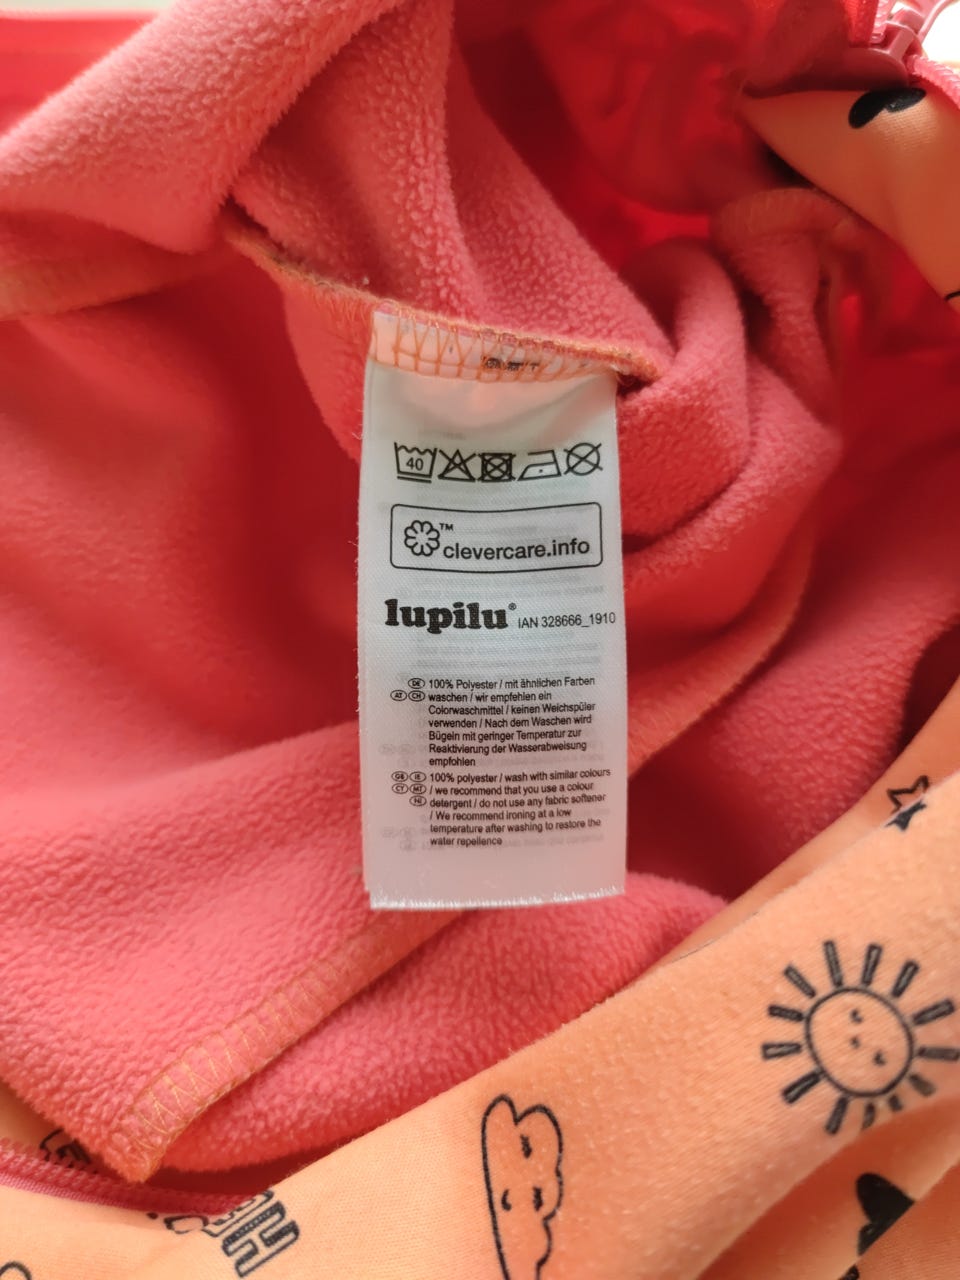 40
™
clevercare.info
lupilu® IAN 328666_1910
DE 100% Polyester / mit ähnlichen Farben
AT CH waschen / wir empfehlen ein
Colorwaschmittel / keinen Weichspüler
verwenden / Nach dem Waschen wird
Bügeln mit geringer Temperatur zur
Reaktivierung der Wasserabweisung
empfohlen
GB IE 100% polyester / wash with similar colours
CY MT / we recommend that you use a colour
NI detergent / do not use any fabric softener
/ We recommend ironing at a low
temperature after washing to restore the
water repellence